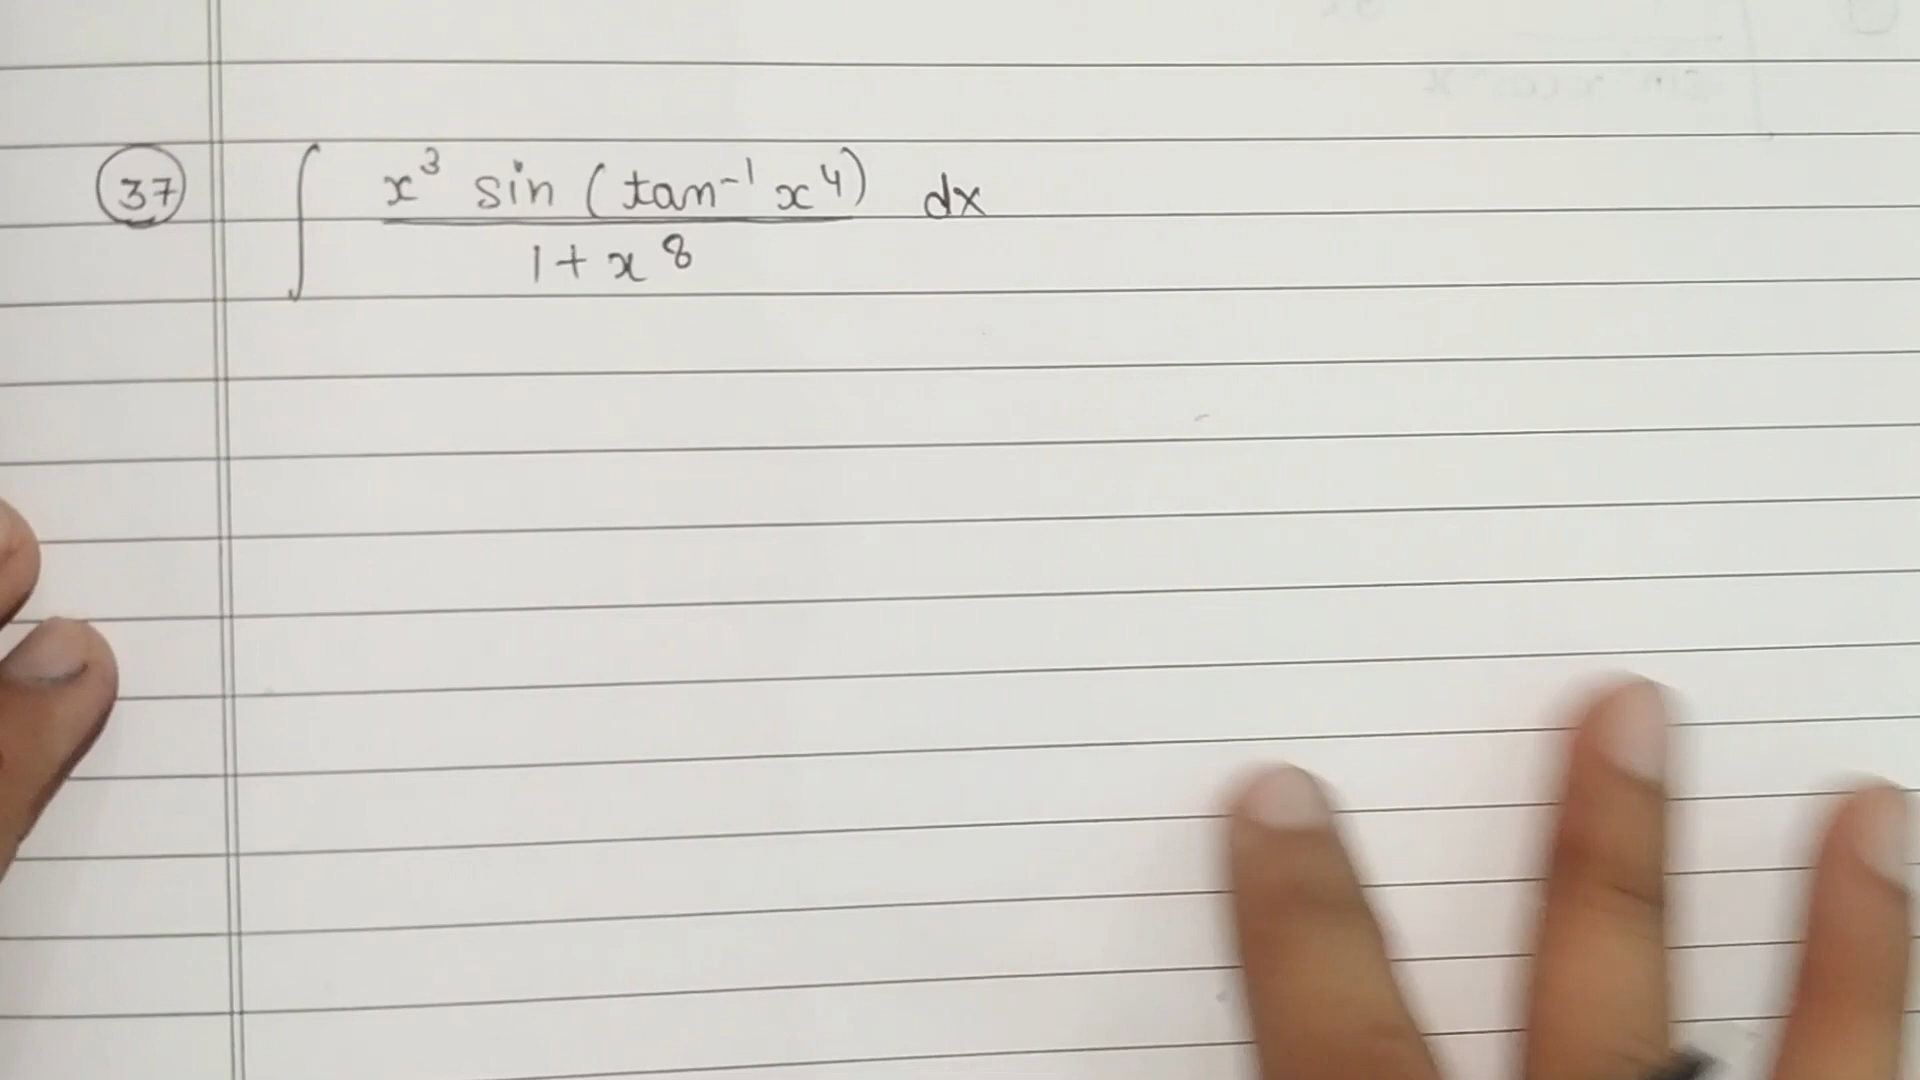 37 ∫ x³ sin (tan⁻¹ x⁴) dx
1 + x⁸